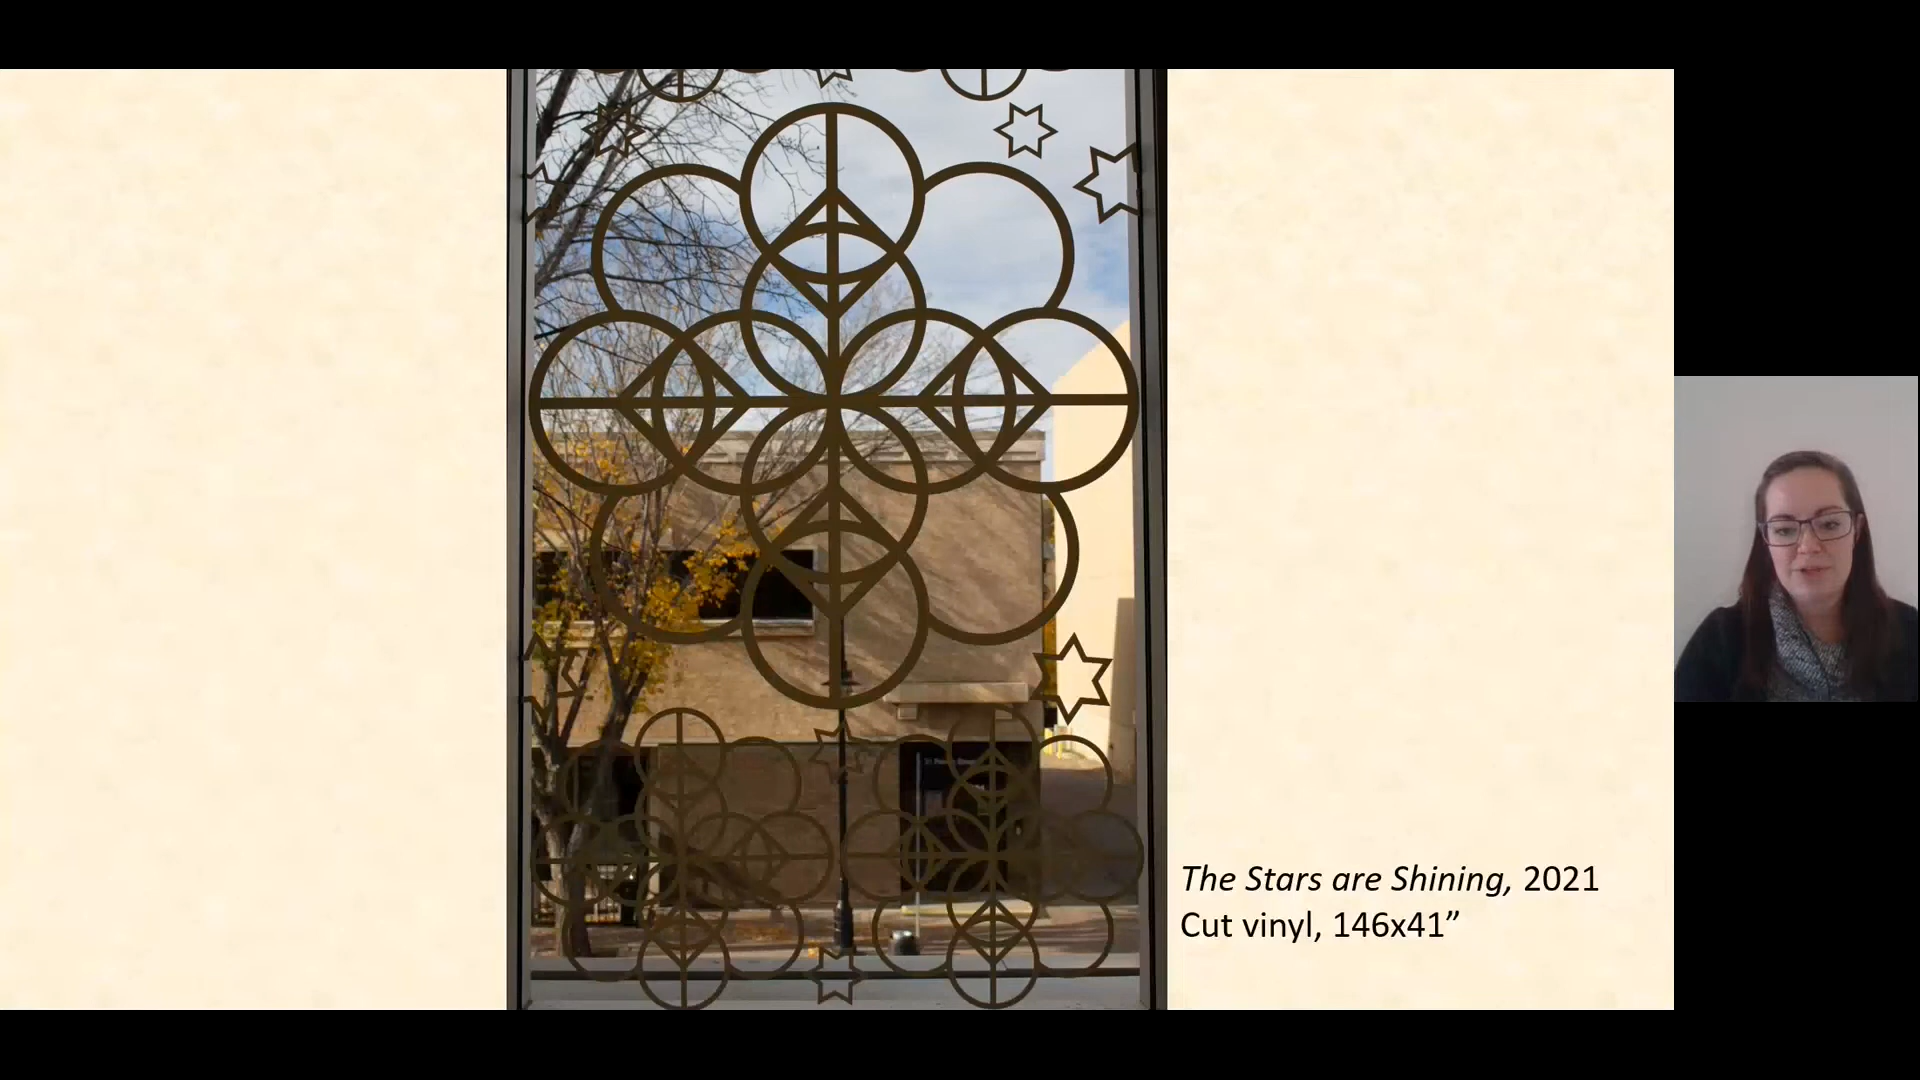 The Stars are Shining, 2021
Cut vinyl, 146x41”